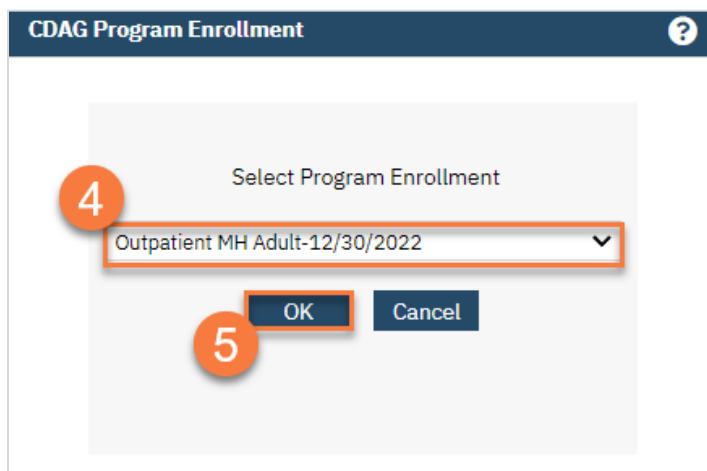 CDAG Program Enrollment ?
Select Program Enrollment
4
Outpatient MH Adult-12/30/2022
OK Cancel
5